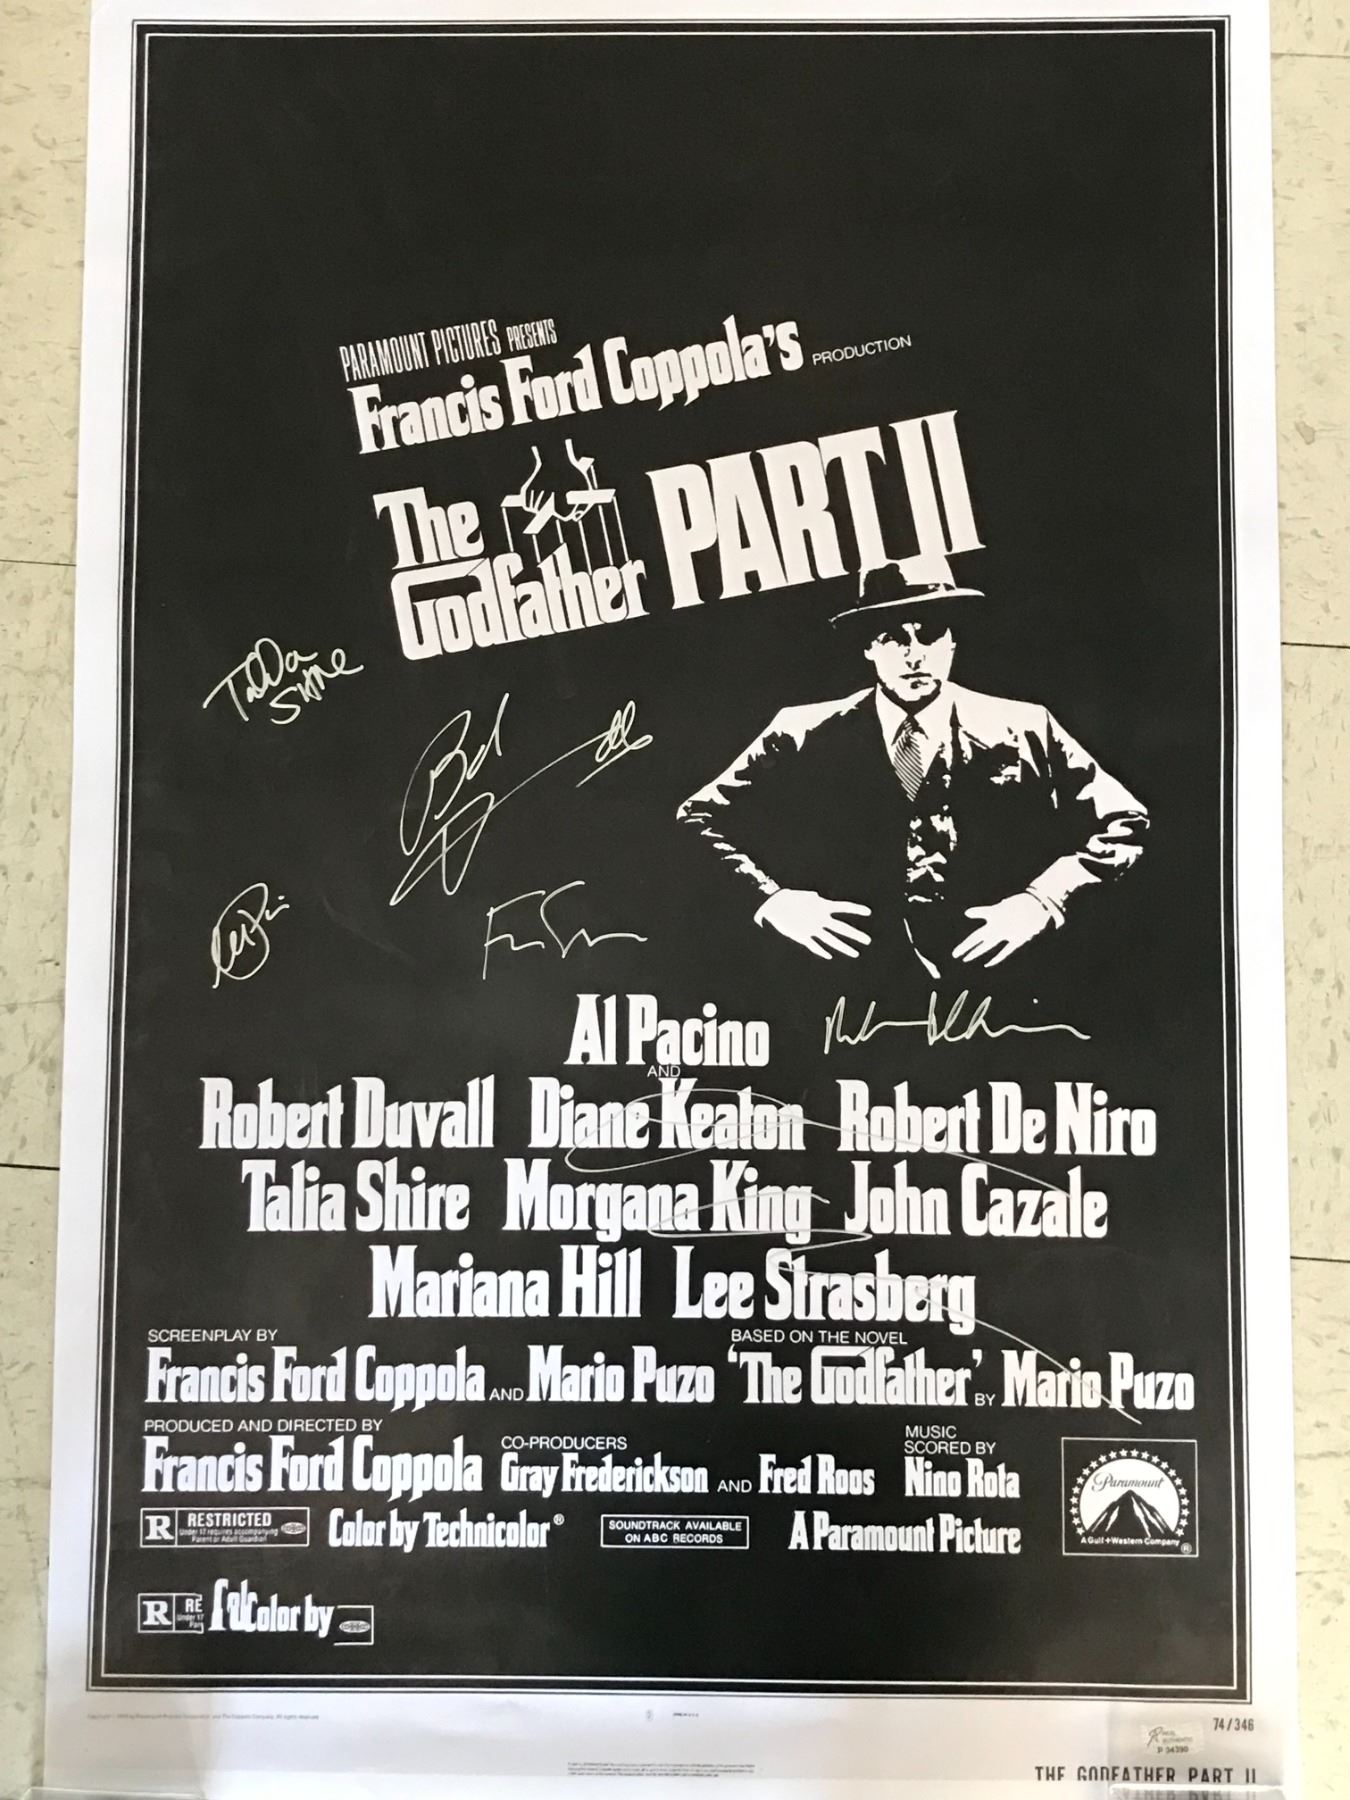 PARAMOUNT PICTURES PRESENTS
Francis Ford Coppola's PRODUCTION
The Godfather PART II
Talia Shire
Al Pacino
AND
Robert Duvall Diane Keaton Robert De Niro
Talia Shire Morgana King John Cazale
Mariana Hill Lee Strasberg
SCREENPLAY BY
Francis Ford Coppola AND Mario Puzo
BASED ON THE NOVEL
'The Godfather' BY Mario Puzo
PRODUCED AND DIRECTED BY
Francis Ford Coppola
CO-PRODUCERS
Gray Frederickson AND Fred Roos
MUSIC
SCORED BY
Nino Rota
R RESTRICTED
Under 17 requires accompanying
Parent or Adult Guardian
Color by Technicolor®
SOUNDTRACK AVAILABLE
ON ABC RECORDS
A Paramount Picture
Paramount
A Gulf+Western Company
®
R RE
Under 17
Par
Color by
74/346
P 34390
THE GODFATHER PART II